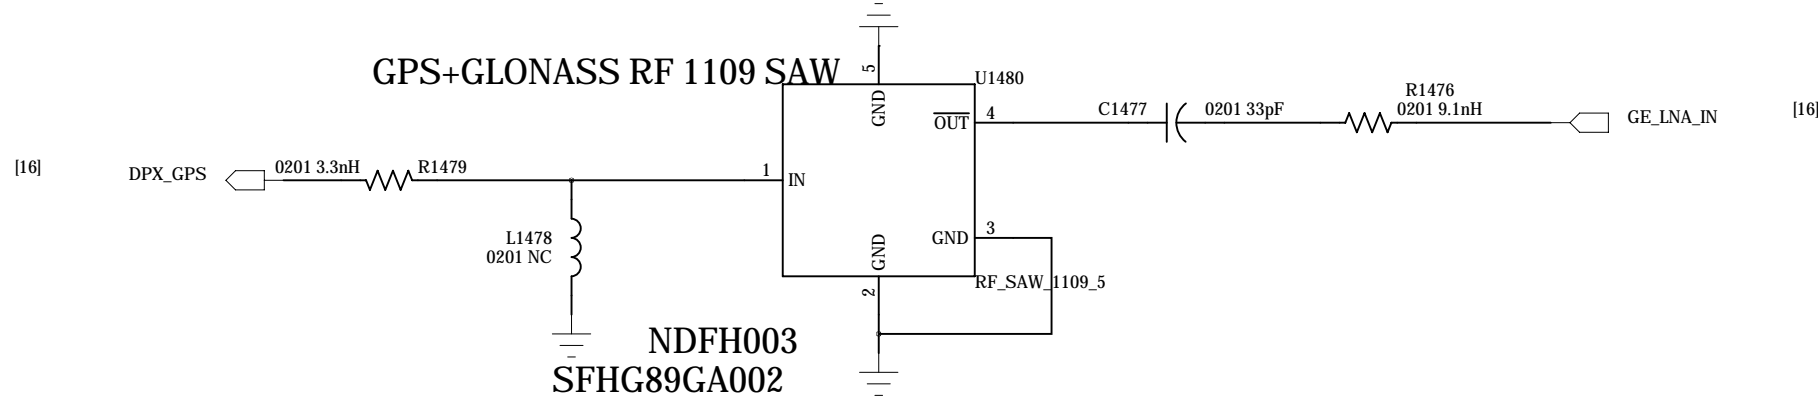 GPS+GLONASS RF 1109 SAW
5
GND
U1480
OUT
4
C1477
0201 33pF
R1476
0201 9.1nH
GE_LNA_IN
[16]
[16]
DPX_GPS
0201 3.3nH
R1479
1
IN
L1478
0201 NC
GND
3
GND
2
RF_SAW_1109_5
NDFH003
SFHG89GA002